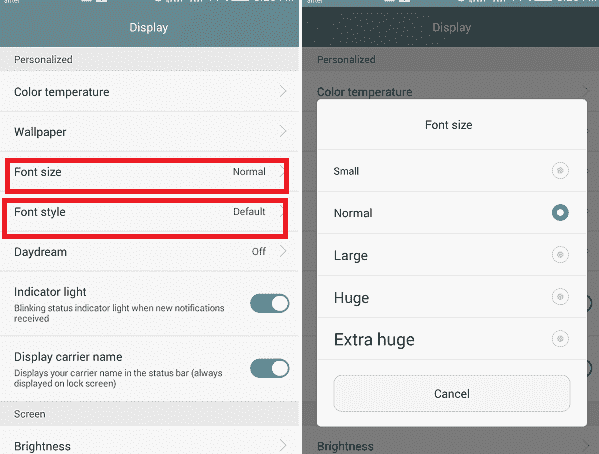 Display
Personalized
Color temperature
Wallpaper
Font size Normal
Font style Default
Daydream Off
Indicator light
Blinking status indicator light when new notifications
received
Display carrier name
Displays your carrier name in the status bar (always
displayed on lock screen)
Screen
Brightness
Display
Personalized
Color temperature
Font size
Small
Normal
Large
Huge
Extra huge
Cancel
Brightness